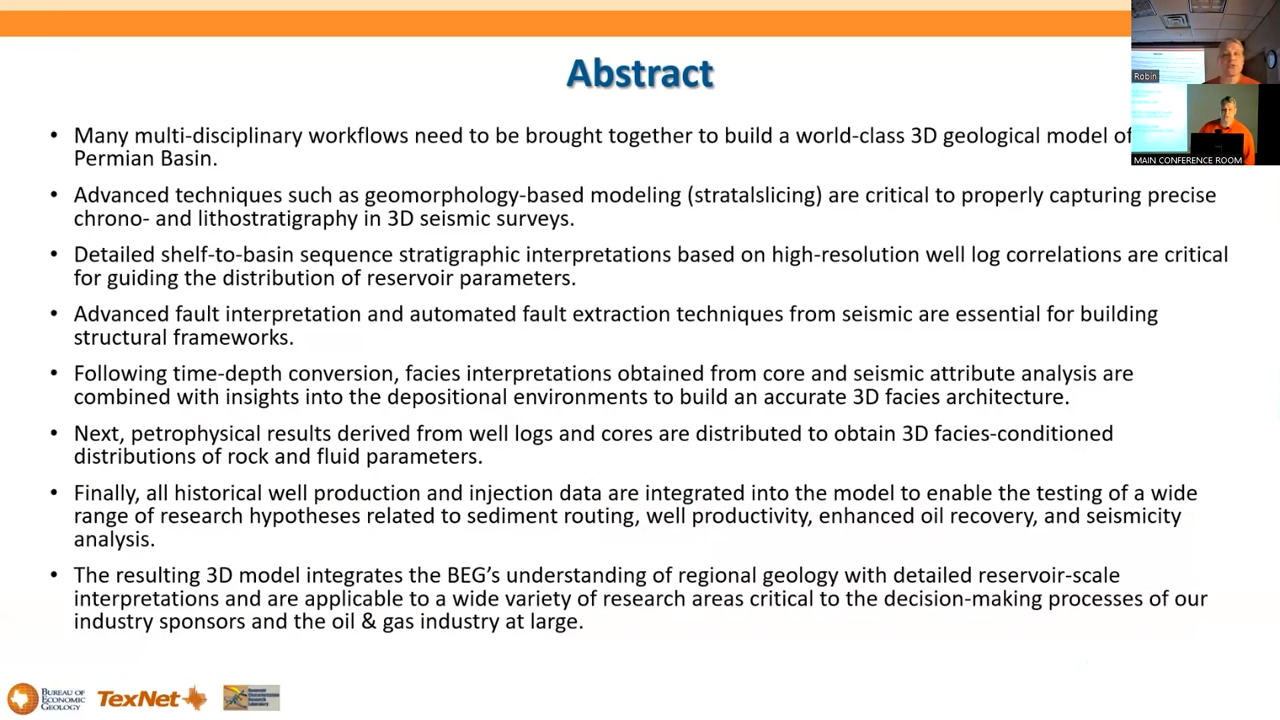 Abstract
Robin
MAIN CONFERENCE ROOM
• Many multi-disciplinary workflows need to be brought together to build a world-class 3D geological model of
Permian Basin.
• Advanced techniques such as geomorphology-based modeling (stratalslicing) are critical to properly capturing precise
chrono- and lithostratigraphy in 3D seismic surveys.
• Detailed shelf-to-basin sequence stratigraphic interpretations based on high-resolution well log correlations are critical
for guiding the distribution of reservoir parameters.
• Advanced fault interpretation and automated fault extraction techniques from seismic are essential for building
structural frameworks.
• Following time-depth conversion, facies interpretations obtained from core and seismic attribute analysis are
combined with insights into the depositional environments to build an accurate 3D facies architecture.
• Next, petrophysical results derived from well logs and cores are distributed to obtain 3D facies-conditioned
distributions of rock and fluid parameters.
• Finally, all historical well production and injection data are integrated into the model to enable the testing of a wide
range of research hypotheses related to sediment routing, well productivity, enhanced oil recovery, and seismicity
analysis.
• The resulting 3D model integrates the BEG’s understanding of regional geology with detailed reservoir-scale
interpretations and are applicable to a wide variety of research areas critical to the decision-making processes of our
industry sponsors and the oil & gas industry at large.
BUREAU OF
ECONOMIC
GEOLOGY
TexNet